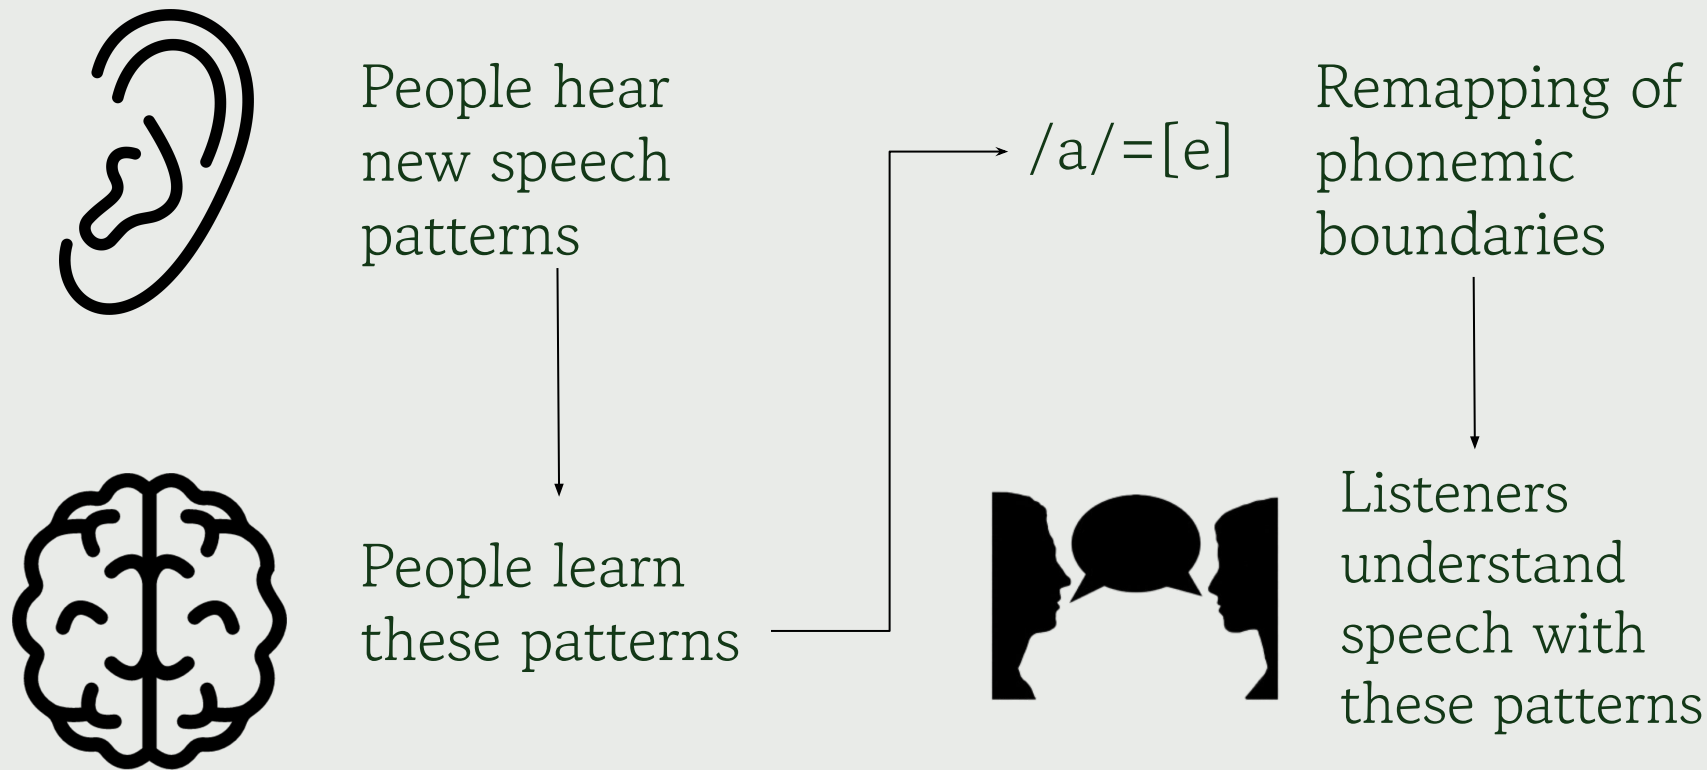 People hear
new speech
patterns
People learn
these patterns
/a/=[e]
Remapping of
phonemic
boundaries
Listeners
understand
speech with
these patterns